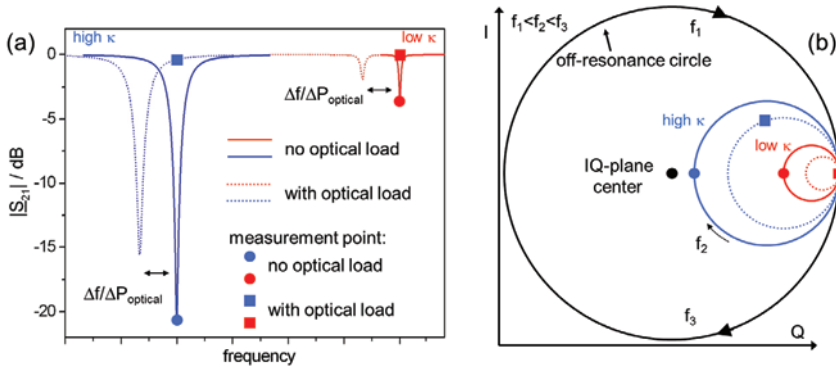 (a)
high κ
low κ
0
-5
-10
-15
-20
|S21| / dB
Δf/ΔPoptical
no optical load
with optical load
measurement point:
no optical load
with optical load
Δf/ΔPoptical
frequency
I
f1<f2<f3
f1
(b)
off-resonance circle
high κ
low κ
IQ-plane
center
f2
f3
Q